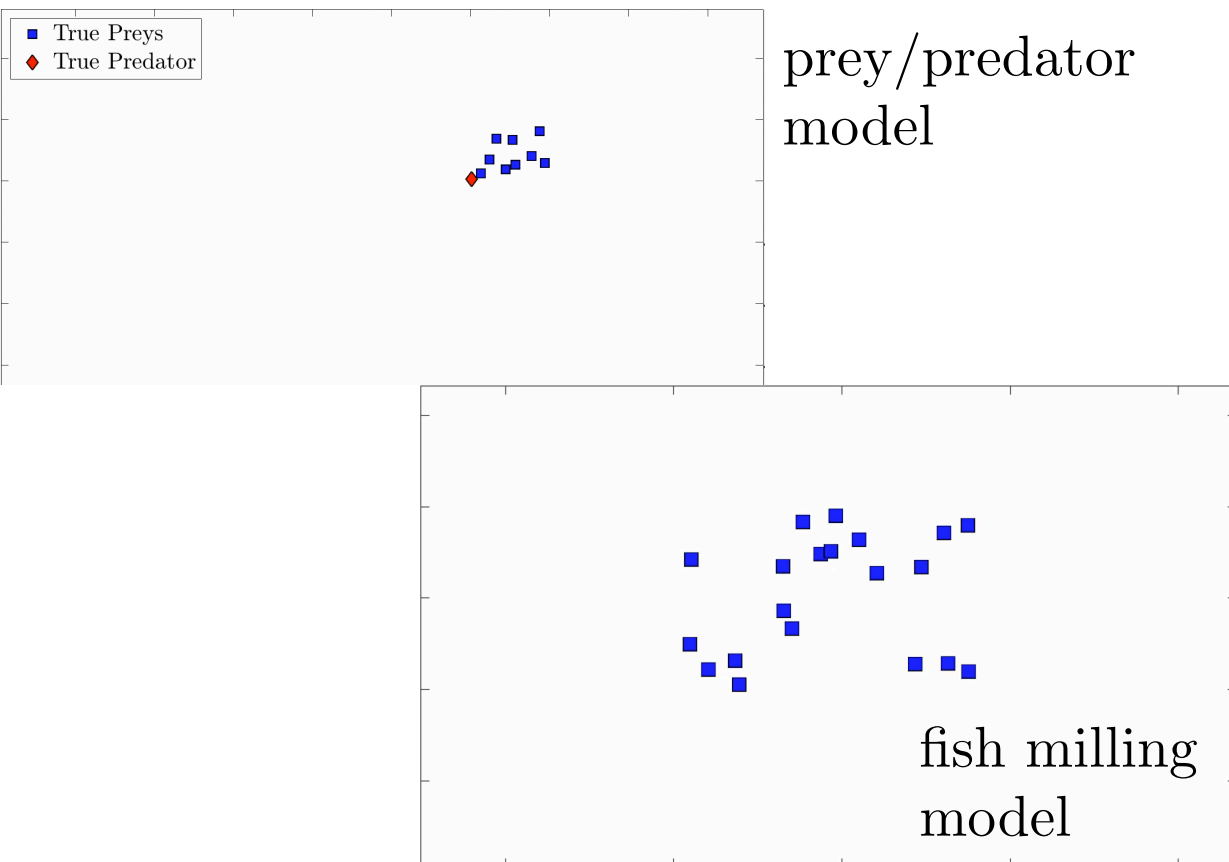 True Preys
True Predator
prey/predator
model
fish milling
model